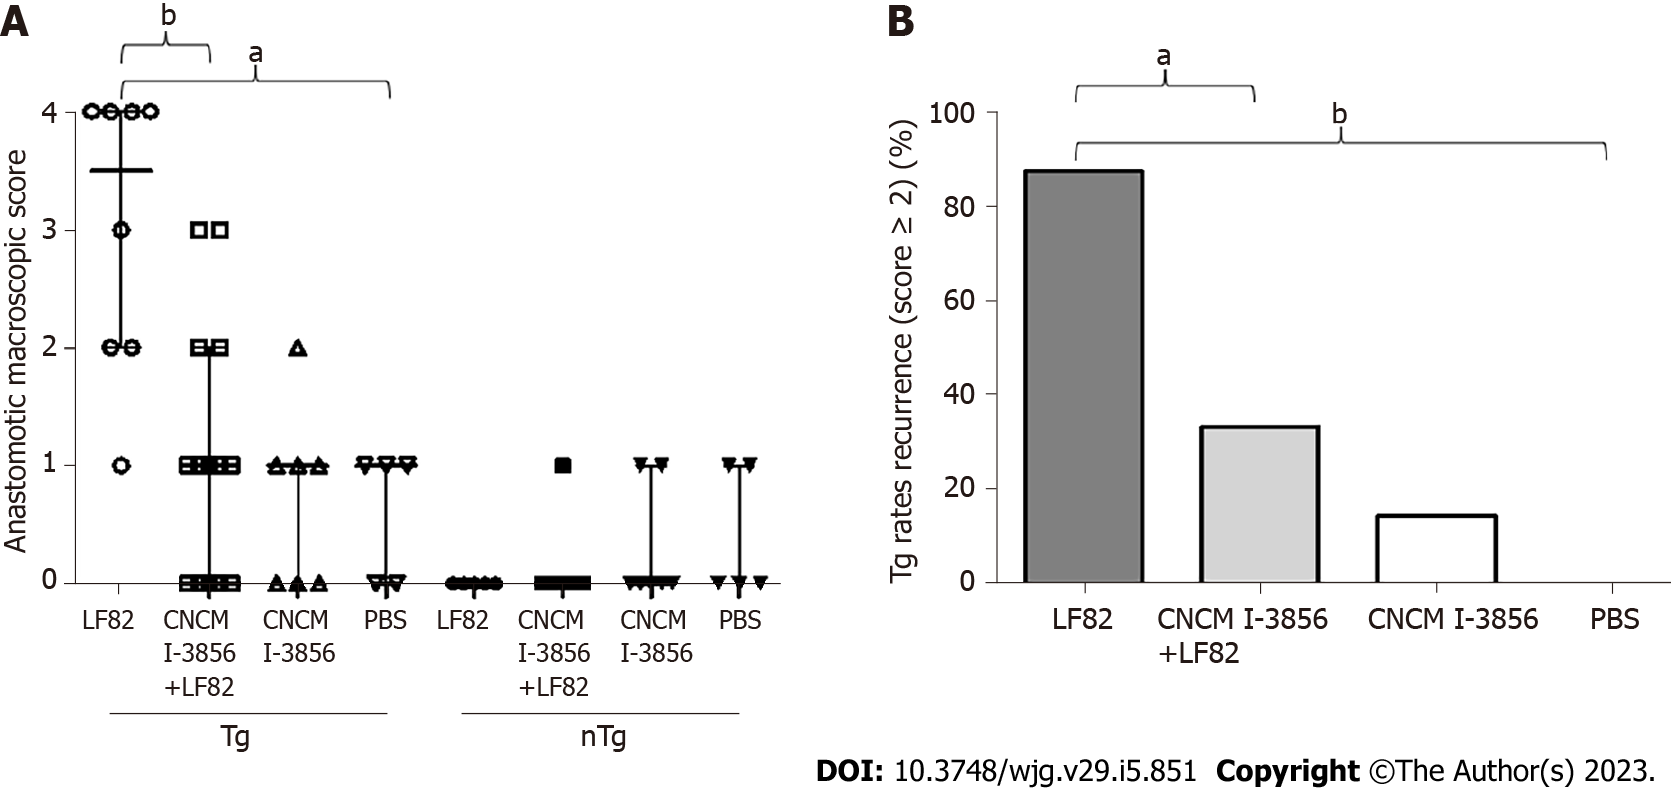 A
b
a
Anastomotic macroscopic score
4
3
2
1
0
LF82 CNCM CNCM PBS LF82 CNCM CNCM PBS
I-3856 I-3856 I-3856 I-3856
+LF82 +LF82
Tg nTg
B
a
b
Tg rates recurrence (score ≥ 2) (%)
100
80
60
40
20
0
LF82 CNCM I-3856 CNCM I-3856 PBS
+LF82
DOI: 10.3748/wjg.v29.i5.851 Copyright ©The Author(s) 2023.